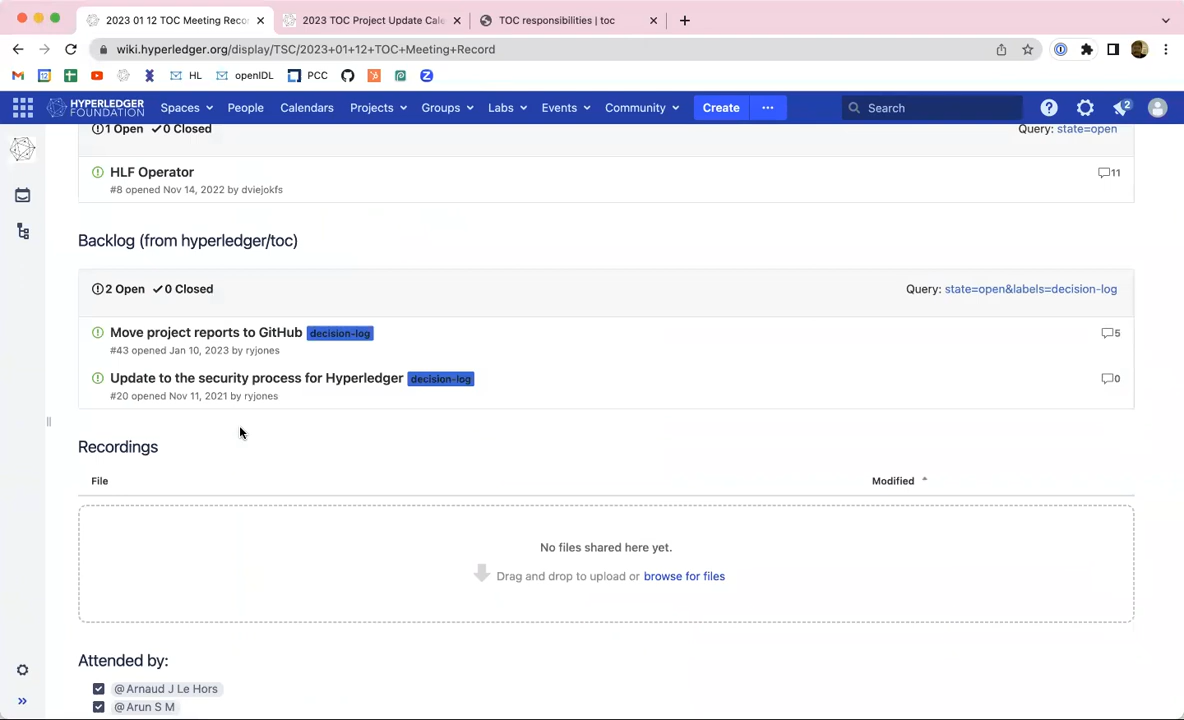 2023 01 12 TOC Meeting Reco
2023 TOC Project Update Cale
TOC responsibilities | toc
wiki.hyperledger.org/display/TSC/2023+01+12+TOC+Meeting+Record
HL
openIDL
PCC
HYPERLEDGER
FOUNDATION
Spaces
People
Calendars
Projects
Groups
Labs
Events
Community
Create
Search
2
1 Open 0 Closed
Query: state=open
HLF Operator
11
#8 opened Nov 14, 2022 by dviejokfs
Backlog (from hyperledger/toc)
2 Open 0 Closed
Query: state=open&labels=decision-log
Move project reports to GitHub decision-log
5
#43 opened Jan 10, 2023 by ryjones
Update to the security process for Hyperledger decision-log
0
#20 opened Nov 11, 2021 by ryjones
Recordings
File
Modified
No files shared here yet.
Drag and drop to upload or browse for files
Attended by:
@Arnaud J Le Hors
@Arun S M